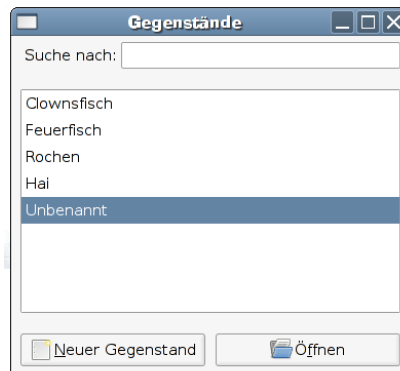 Gegenstände
Suche nach:
Clownsfisch
Feuerfisch
Rochen
Hai
Unbenannt
Neuer Gegenstand
Öffnen